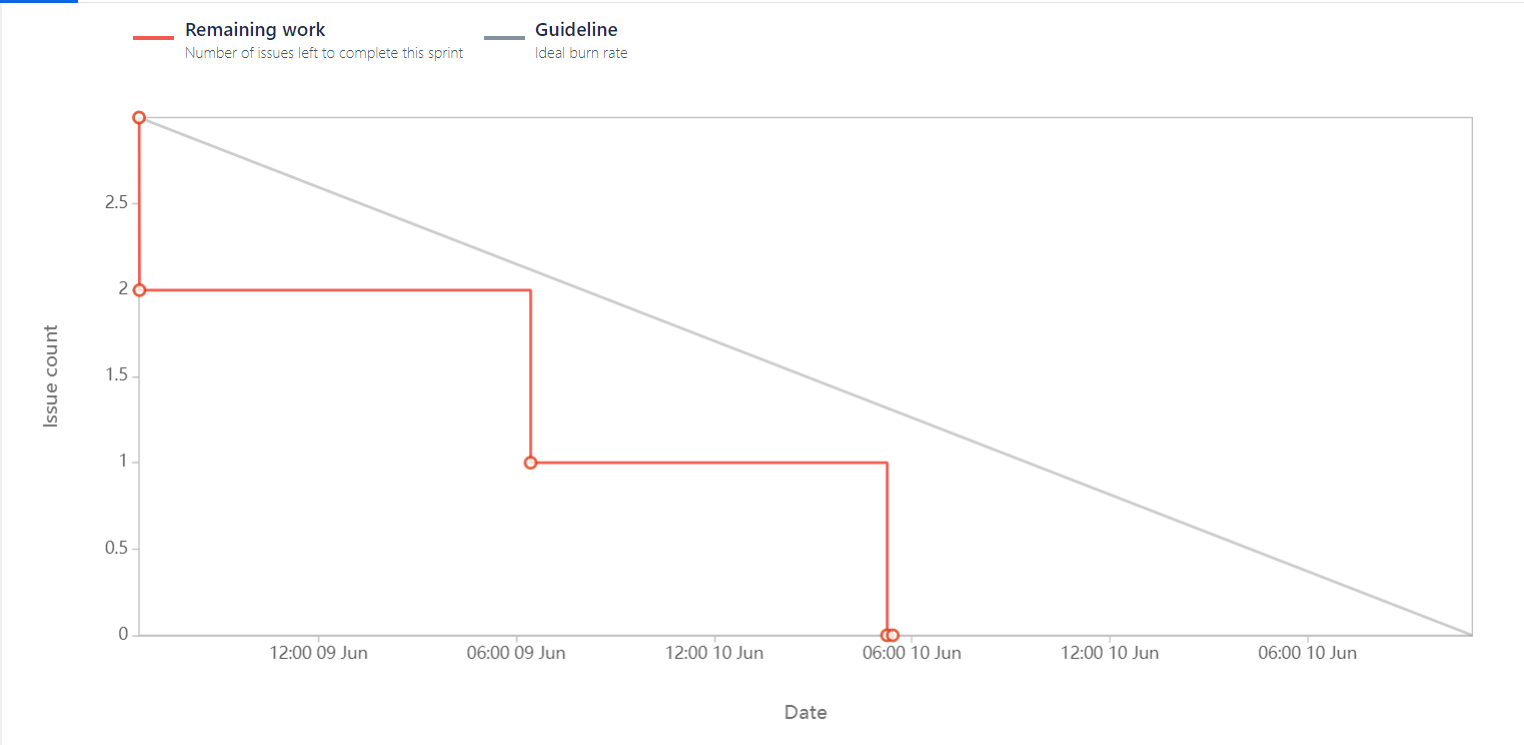 Remaining work
Number of issues left to complete this sprint
Guideline
Ideal burn rate
2.5
2
1.5
1
0.5
0
Issue count
12:00 09 Jun
06:00 09 Jun
12:00 10 Jun
06:00 10 Jun
12:00 10 Jun
06:00 10 Jun
Date